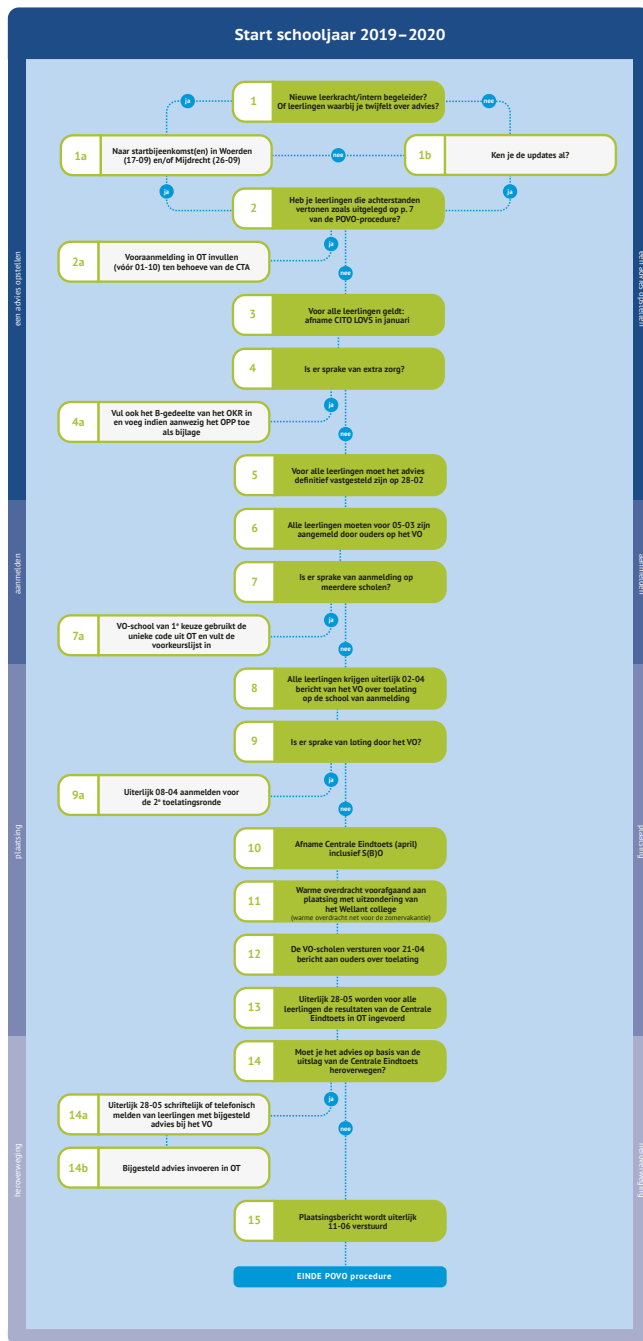 Start schooljaar 2019–2020
1
Nieuwe leerkracht/intern begeleider?
Of leerlingen waarbij je twijfelt over advies?
ja
nee
1a
Naar startbijeenkomst(en) in Woerden
(17-09) en/of Mijdrecht (26-09)
nee
1b
Ken je de updates al?
ja
ja
2
Heb je leerlingen die achterstanden
vertonen zoals uitgelegd op p. 7
van de POVO-procedure?
ja
2a
Vooraanmelding in OT invullen
(vóór 01-10) ten behoeve van de CTA
nee
een advies opstellen
een advies opstellen
3
Voor alle leerlingen geldt:
afname CITO LOVS in januari
4
Is er sprake van extra zorg?
ja
4a
Vul ook het B-gedeelte van het OKR in
en voeg indien aanwezig het OPP toe
als bijlage
nee
5
Voor alle leerlingen moet het advies
definitief vastgesteld zijn op 28-02
6
Alle leerlingen moeten voor 05-03 zijn
aangemeld door ouders op het VO
aanmelden
aanmelden
7
Is er sprake van aanmelding op
meerdere scholen?
ja
7a
VO-school van 1e keuze gebruikt de
unieke code uit OT en vult de
voorkeurslijst in
nee
8
Alle leerlingen krijgen uiterlijk 02-04
bericht van het VO over toelating
op de school van aanmelding
9
Is er sprake van loting door het VO?
ja
9a
Uiterlijk 08-04 aanmelden voor
de 2e toelatingsronde
nee
plaatsing
plaatsing
10
Afname Centrale Eindtoets (april)
inclusief S(B)O
11
Warme overdracht voorafgaand aan
plaatsing met uitzondering van
het Wellant college
(warme overdracht net voor de zomervakantie)
12
De VO-scholen versturen voor 21-04
bericht aan ouders over toelating
13
Uiterlijk 28-05 worden voor alle
leerlingen de resultaten van de Centrale
Eindtoets in OT ingevoerd
14
Moet je het advies op basis van de
uitslag van de Centrale Eindtoets
heroverwegen?
ja
14a
Uiterlijk 28-05 schriftelijk of telefonisch
melden van leerlingen met bijgesteld
advies bij het VO
nee
heroverweging
heroverweging
14b
Bijgesteld advies invoeren in OT
15
Plaatsingsbericht wordt uiterlijk
11-06 verstuurd
EINDE POVO procedure